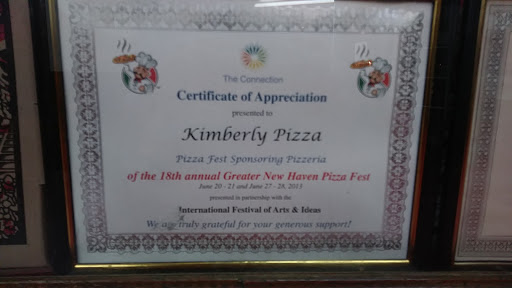 The Connection
Certificate of Appreciation
presented to
Kimberly Pizza
Pizza Fest Sponsoring Pizzeria
of the 18th annual Greater New Haven Pizza Fest
June 20 - 21 and June 27 - 28, 2013
presented in partnership with the
International Festival of Arts & Ideas
We are truly grateful for your generous support!